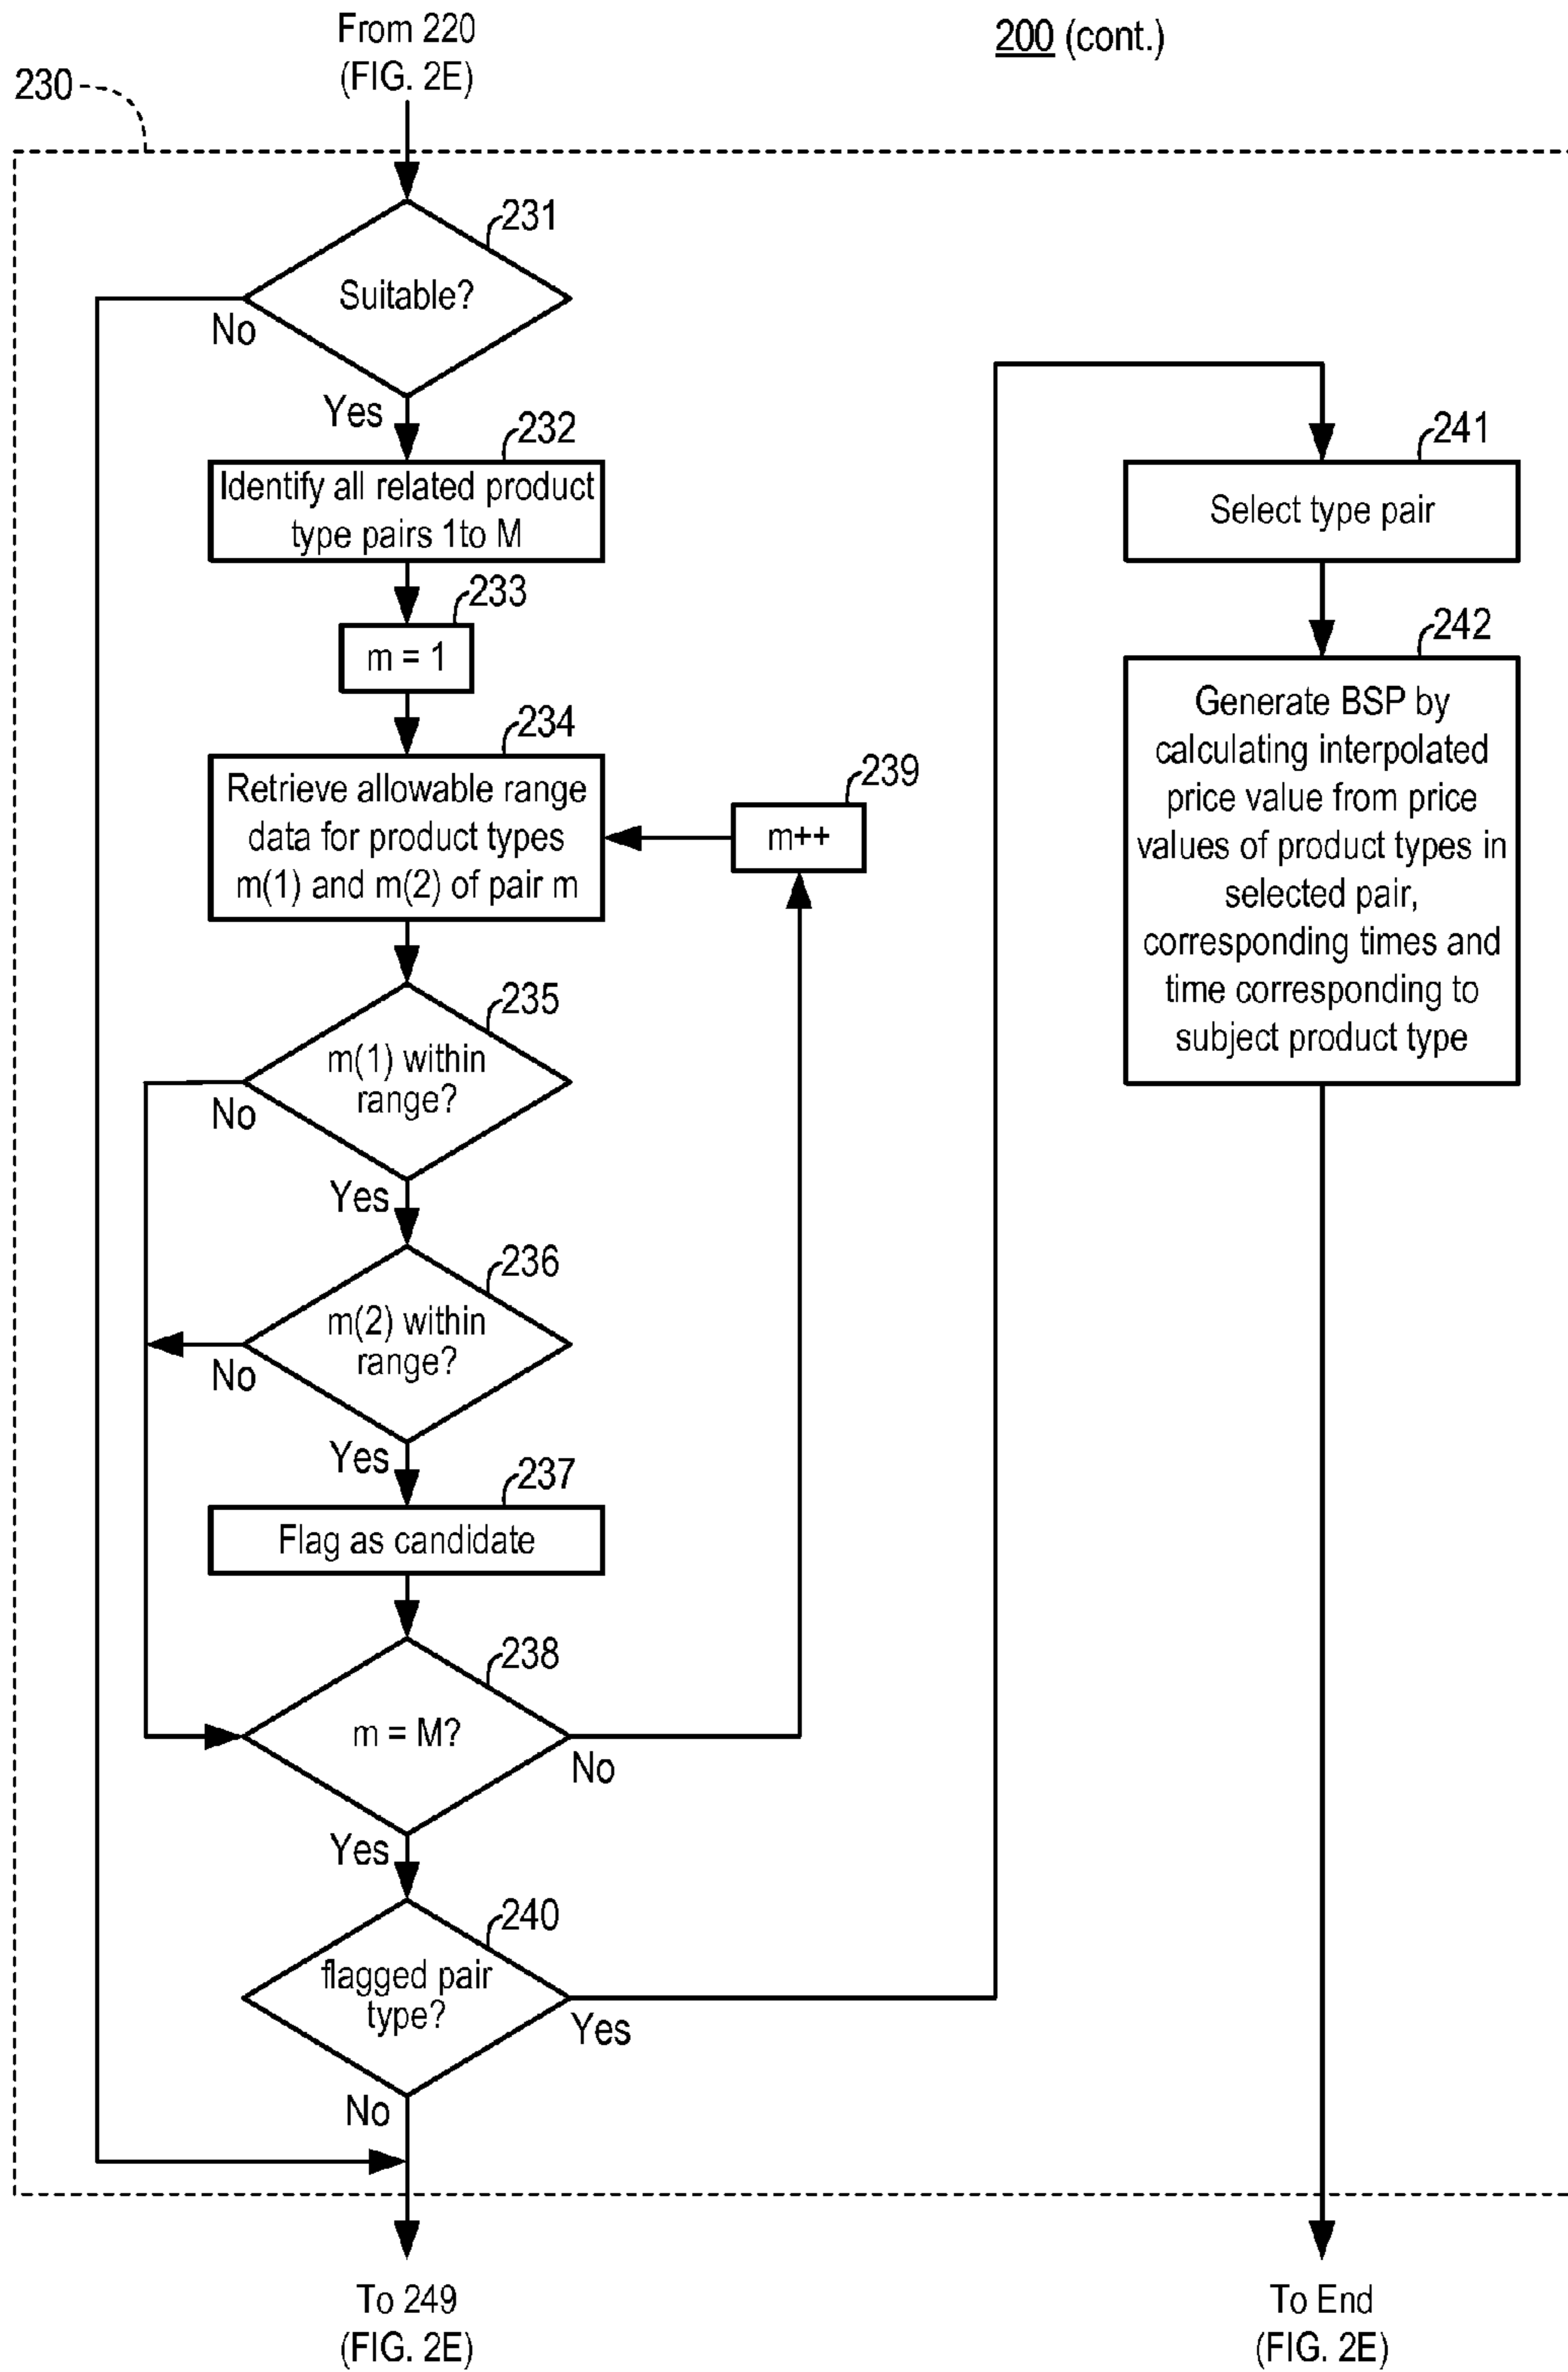 From 220
(FIG. 2E)
200 (cont.)
230
231
Suitable?
No
Yes
232
Identify all related product
type pairs 1to M
233
m = 1
234
Retrieve allowable range
data for product types
m(1) and m(2) of pair m
239
m++
235
m(1) within
range?
No
Yes
236
m(2) within
range?
No
Yes
237
Flag as candidate
238
m = M?
No
Yes
240
flagged pair
type?
Yes
No
241
Select type pair
242
Generate BSP by
calculating interpolated
price value from price
values of product types in
selected pair,
corresponding times and
time corresponding to
subject product type
To 249
(FIG. 2E)
To End
(FIG. 2E)